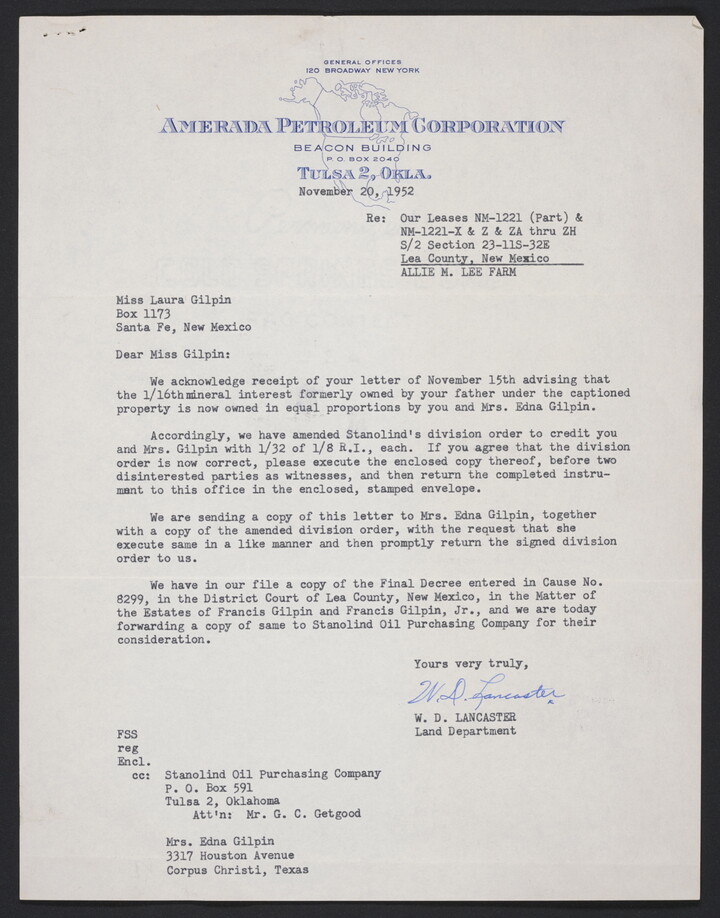 GENERAL OFFICES
120 BROADWAY NEW YORK
AMERADA PETROLEUM CORPORATION
BEACON BUILDING
P. O. BOX 2040
TULSA 2, OKLA.
November 20, 1952
Re: Our Leases NM-1221 (Part) &
NM-1221-X & Z & ZA thru ZH
S/2 Section 23-11S-32E
Lea County, New Mexico
ALLIE M. LEE FARM
Miss Laura Gilpin
Box 1173
Santa Fe, New Mexico
Dear Miss Gilpin:
We acknowledge receipt of your letter of November 15th advising that
the 1/16th mineral interest formerly owned by your father under the captioned
property is now owned in equal proportions by you and Mrs. Edna Gilpin.
Accordingly, we have amended Stanolind's division order to credit you
and Mrs. Gilpin with 1/32 of 1/8 R.I., each. If you agree that the division
order is now correct, please execute the enclosed copy thereof, before two
disinterested parties as witnesses, and then return the completed instru-
ment to this office in the enclosed, stamped envelope.
We are sending a copy of this letter to Mrs. Edna Gilpin, together
with a copy of the amended division order, with the request that she
execute same in a like manner and then promptly return the signed division
order to us.
We have in our file a copy of the Final Decree entered in Cause No.
8299, in the District Court of Lea County, New Mexico, in the Matter of
the Estates of Francis Gilpin and Francis Gilpin, Jr., and we are today
forwarding a copy of same to Stanolind Oil Purchasing Company for their
consideration.
Yours very truly,
W. D. Lancaster
W. D. LANCASTER
Land Department
FSS
reg
Encl.
cc: Stanolind Oil Purchasing Company
P. O. Box 591
Tulsa 2, Oklahoma
Att'n: Mr. G. C. Getgood
Mrs. Edna Gilpin
3317 Houston Avenue
Corpus Christi, Texas